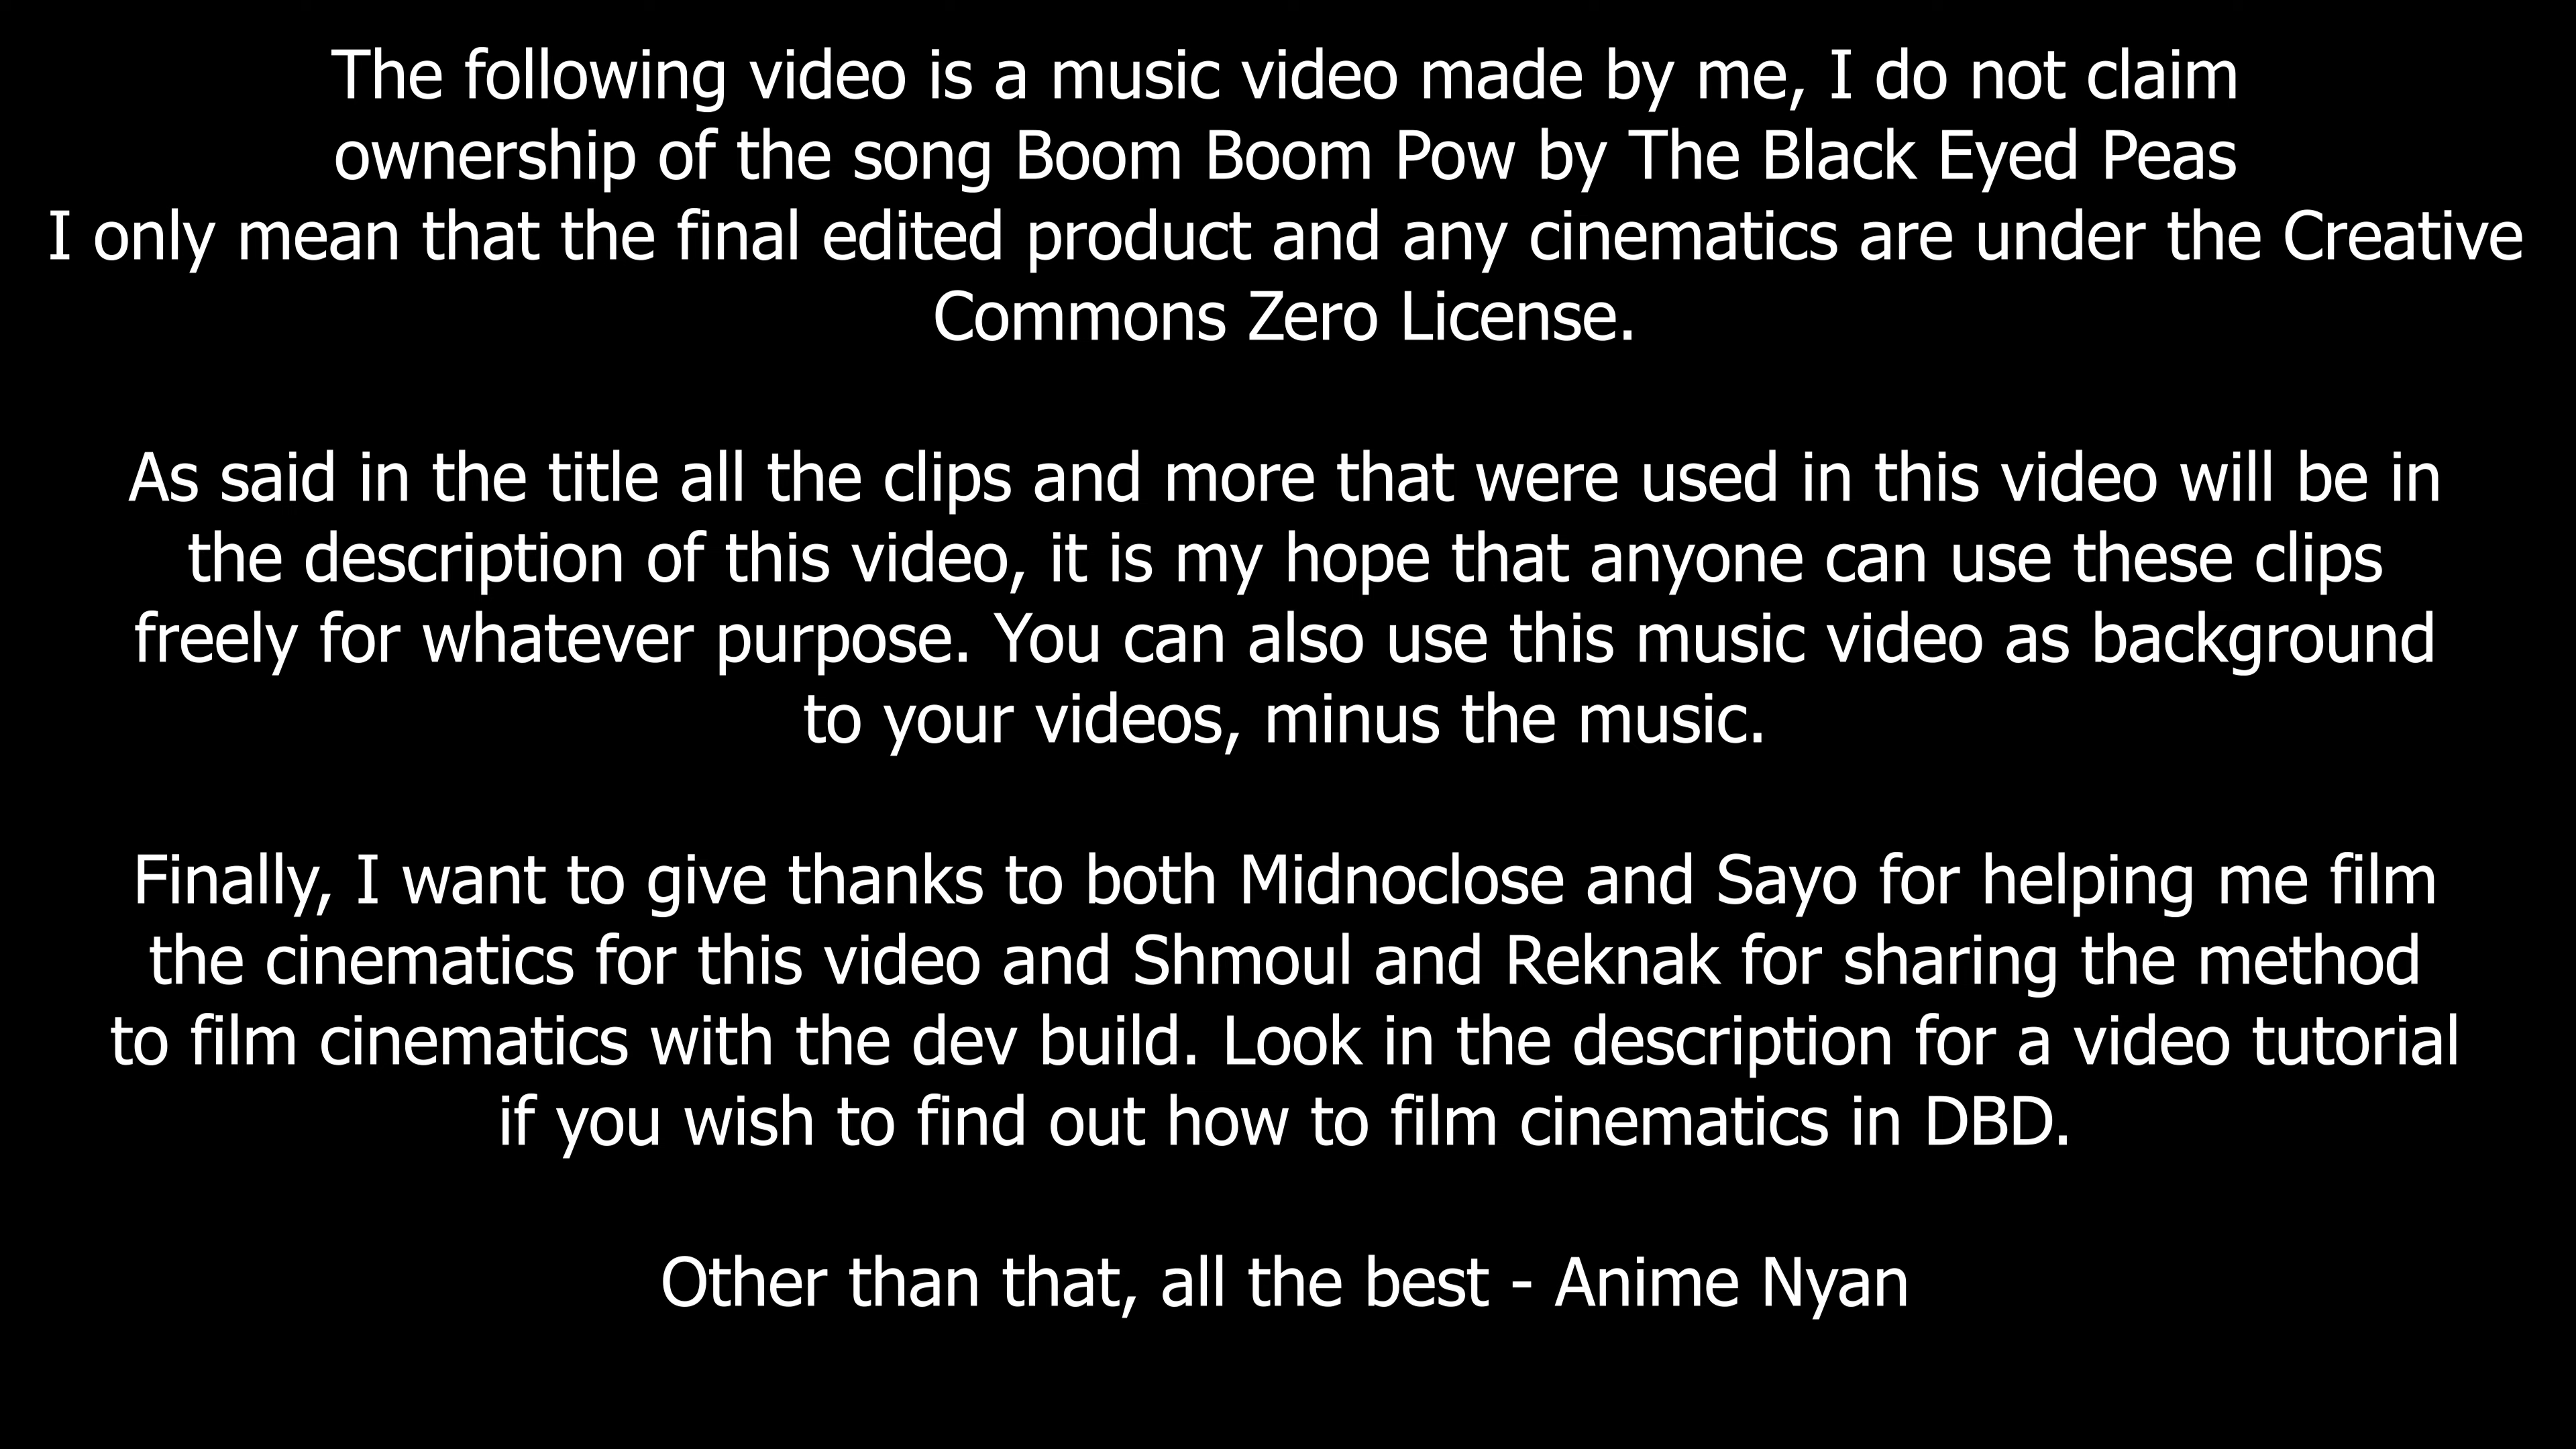 The following video is a music video made by me, I do not claim
ownership of the song Boom Boom Pow by The Black Eyed Peas
I only mean that the final edited product and any cinematics are under the Creative
Commons Zero License.
As said in the title all the clips and more that were used in this video will be in
the description of this video, it is my hope that anyone can use these clips
freely for whatever purpose. You can also use this music video as background
to your videos, minus the music.
Finally, I want to give thanks to both Midnoclose and Sayo for helping me film
the cinematics for this video and Shmoul and Reknak for sharing the method
to film cinematics with the dev build. Look in the description for a video tutorial
if you wish to find out how to film cinematics in DBD.
Other than that, all the best - Anime Nyan